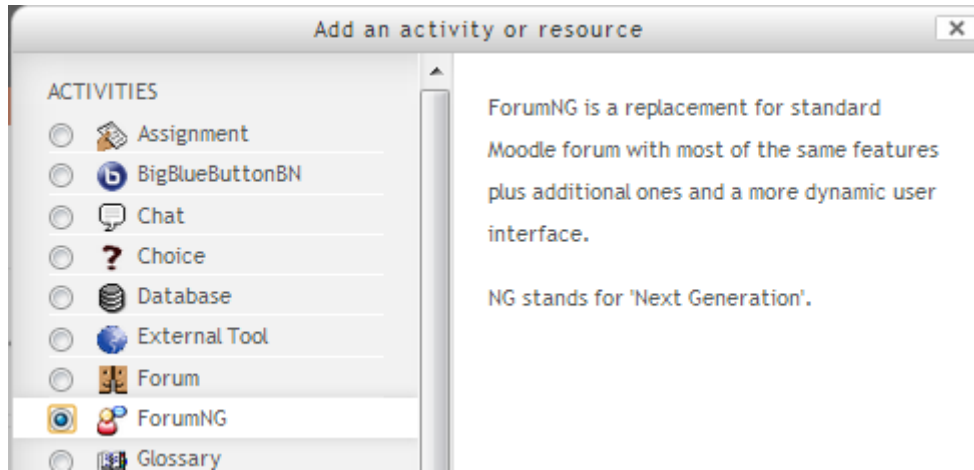 Add an activity or resource
ACTIVITIES
Assignment
BigBlueButtonBN
Chat
Choice
Database
External Tool
Forum
ForumNG
Glossary
ForumNG is a replacement for standard
Moodle forum with most of the same features
plus additional ones and a more dynamic user
interface.
NG stands for 'Next Generation'.